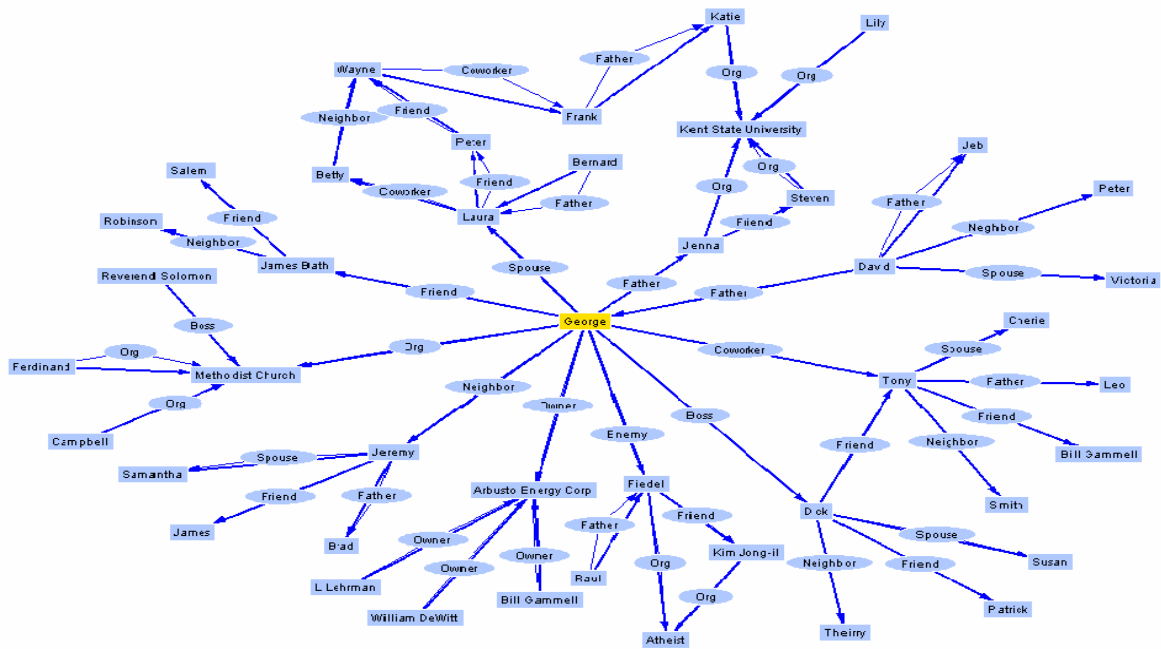 Katie
Lily
Wayne
Coworker
Father
Org
Org
Neighbor
Friend
Frank
Kent State University
Peter
Jeb
Bernard
Salem
Betty
Friend
Org
Peter
Coworker
Father
Org
Steven
Father
Laura
Friend
Robinson
Friend
Neighbor
Neghbor
Jenna
James Biath
Spouse
David
Reverend Solomon
Father
Spouse
Victoria
Friend
Father
George
Cherie
Boss
Org
Org
Coworker
Spouse
Ferdinand
Methodist Church
Tony
Father
Leo
Neighbor
Org
Owner
Boss
Friend
Campbell
Enemy
Friend
Neighbor
Bill Gammell
Jeremy
Spouse
Samantha
Fiedel
Arbusto Energy Corp
Friend
Father
Smith
Dick
James
Father
Friend
Brad
Owner
Spouse
Kim Jong-il
Owner
Org
Neighbor
Friend
Susan
Owner
L Lehrman
Raul
Org
Bill Gammell
Patrick
William DeWitt
Theirry
Atheist